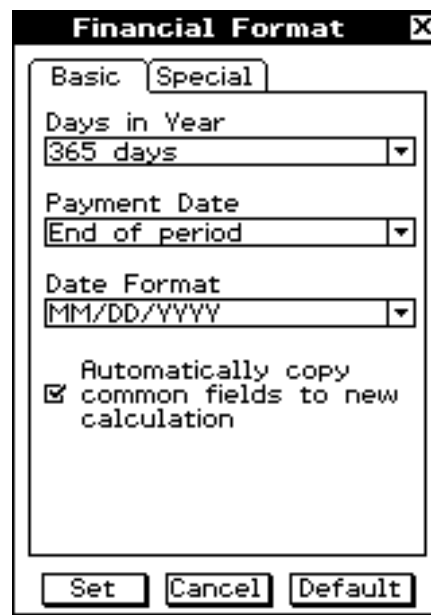 Financial Format
Basic
Special
Days in Year
365 days
Payment Date
End of period
Date Format
MM/DD/YYYY
Automatically copy
common fields to new
calculation
Set
Cancel
Default